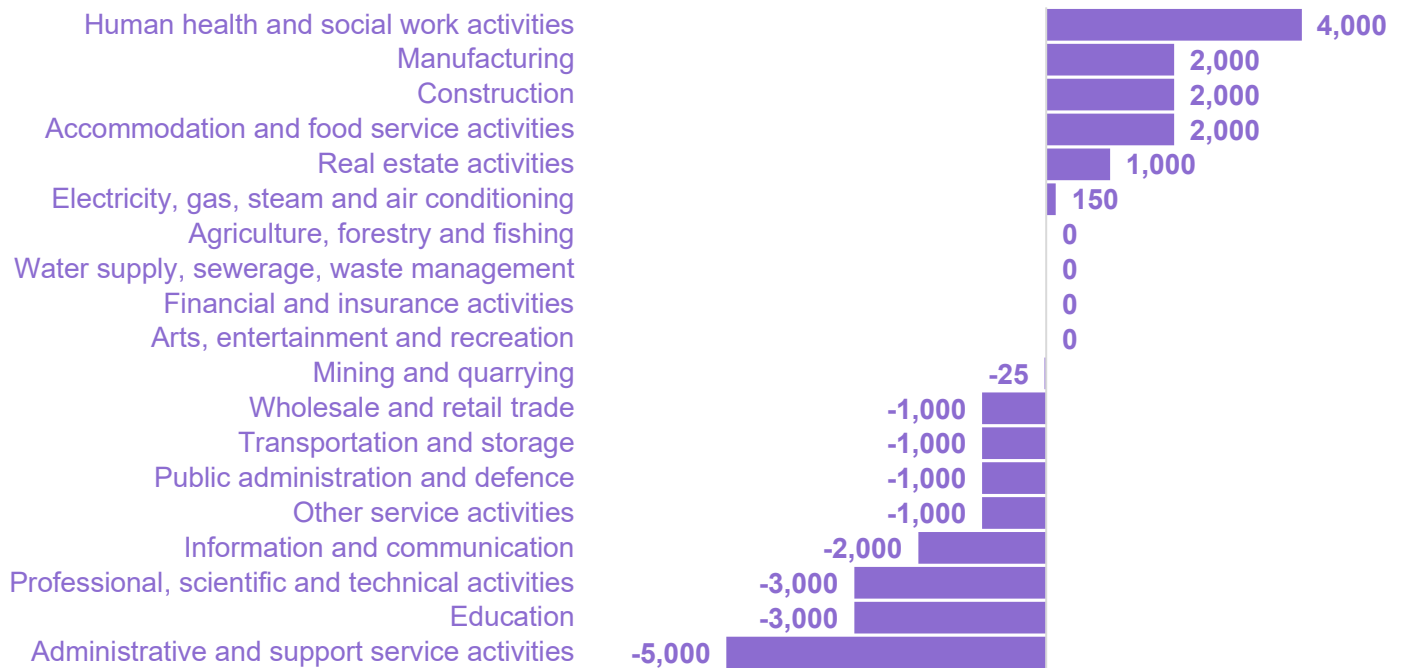 Human health and social work activities 4,000
Manufacturing 2,000
Construction 2,000
Accommodation and food service activities 2,000
Real estate activities 1,000
Electricity, gas, steam and air conditioning 150
Agriculture, forestry and fishing 0
Water supply, sewerage, waste management 0
Financial and insurance activities 0
Arts, entertainment and recreation 0
Mining and quarrying -25
Wholesale and retail trade -1,000
Transportation and storage -1,000
Public administration and defence -1,000
Other service activities -1,000
Information and communication -2,000
Professional, scientific and technical activities -3,000
Education -3,000
Administrative and support service activities -5,000